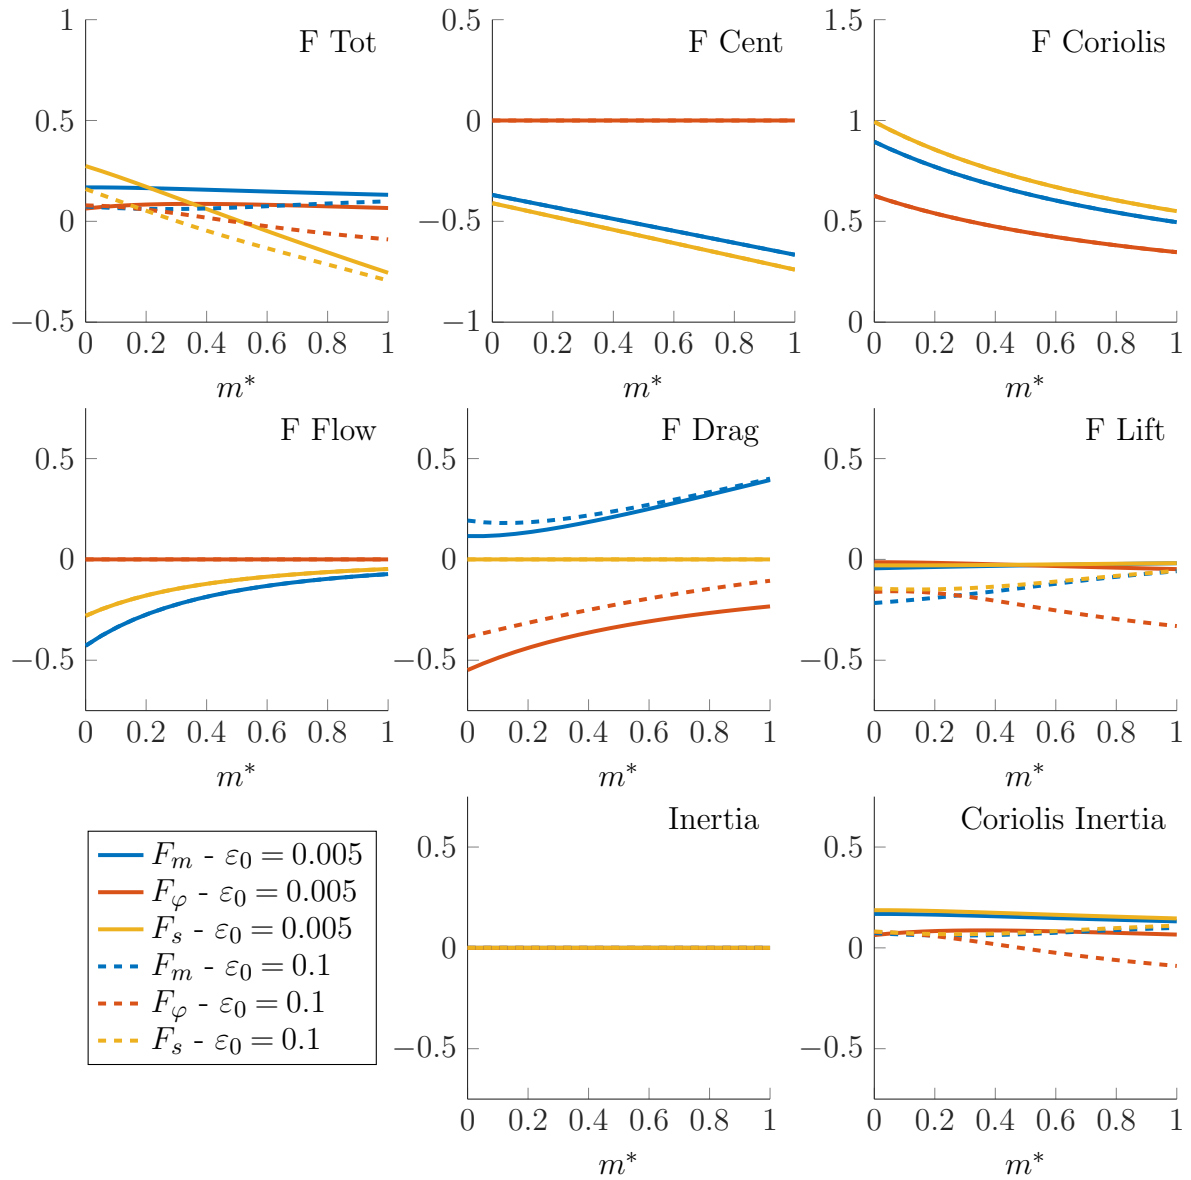 F Tot
1
0.5
0
−0.5
0 0.2 0.4 0.6 0.8 1
m*
F Cent
0.5
0
−0.5
−1
0 0.2 0.4 0.6 0.8 1
m*
F Coriolis
1.5
1
0.5
0
0 0.2 0.4 0.6 0.8 1
m*
F Flow
0.5
0
−0.5
0 0.2 0.4 0.6 0.8 1
m*
F Drag
0.5
0
−0.5
0 0.2 0.4 0.6 0.8 1
m*
F Lift
0.5
0
−0.5
0 0.2 0.4 0.6 0.8 1
m*
F_m - ε_0 = 0.005
F_φ - ε_0 = 0.005
F_s - ε_0 = 0.005
F_m - ε_0 = 0.1
F_φ - ε_0 = 0.1
F_s - ε_0 = 0.1
Inertia
0.5
0
−0.5
0 0.2 0.4 0.6 0.8 1
m*
Coriolis Inertia
0.5
0
−0.5
0 0.2 0.4 0.6 0.8 1
m*